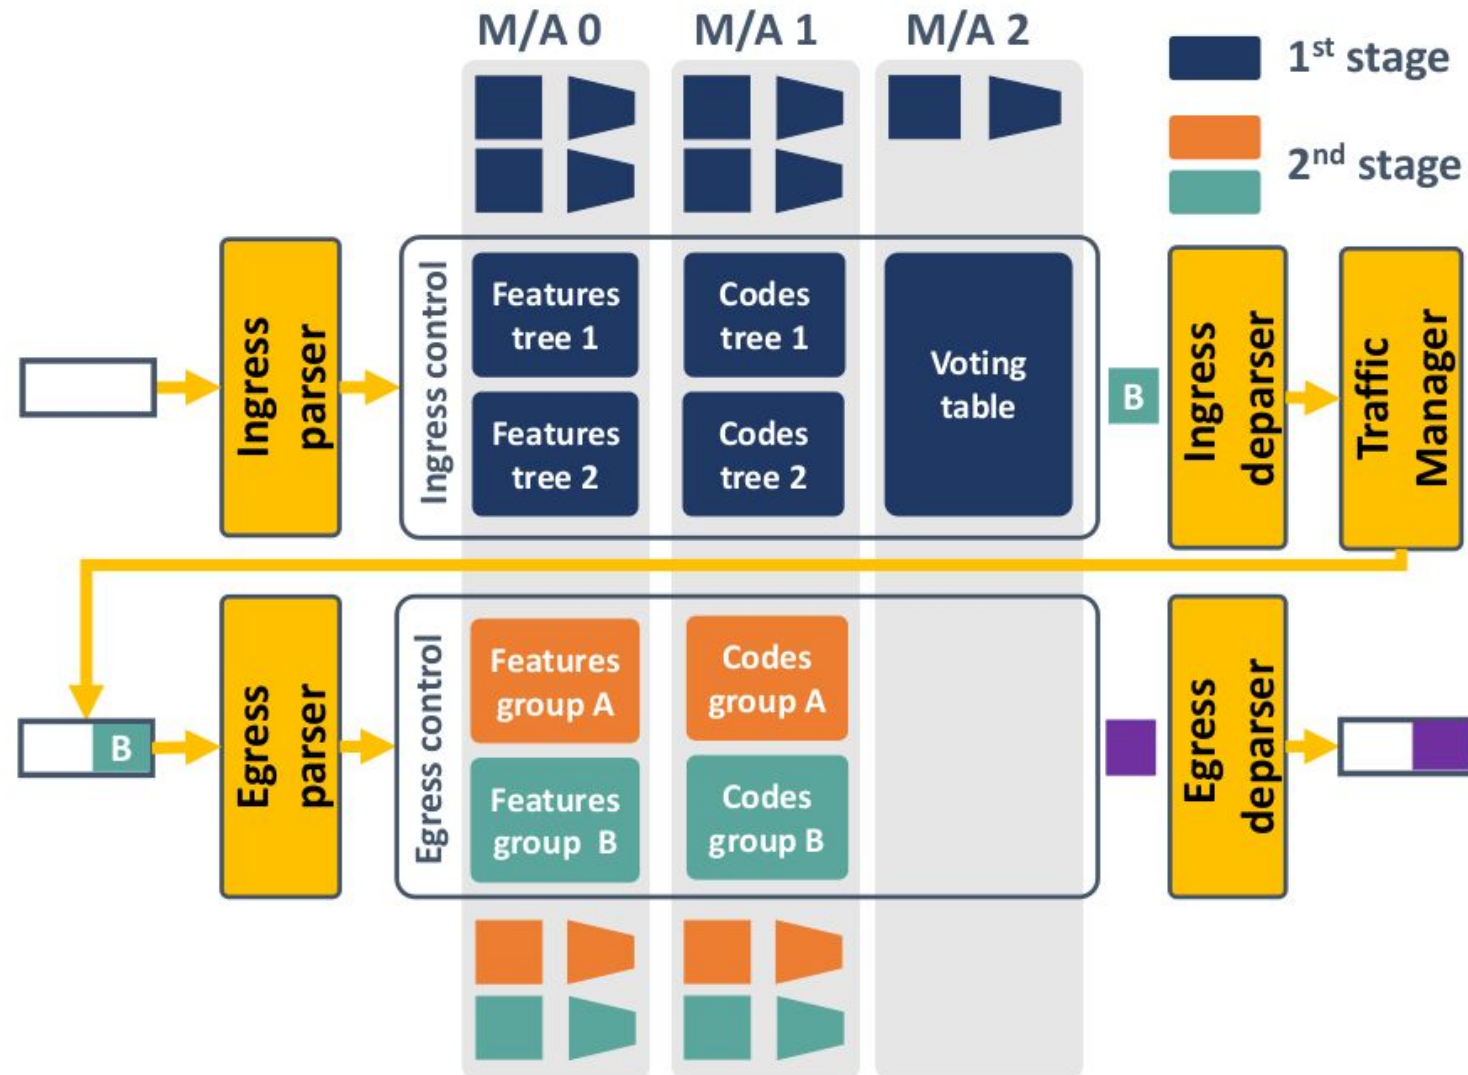 M/A 0
M/A 1
M/A 2
1st stage
2nd stage
Ingress
parser
Ingress control
Features
tree 1
Codes
tree 1
Features
tree 2
Codes
tree 2
Voting
table
B
Ingress
deparser
Traffic
Manager
B
Egress
parser
Egress control
Features
group A
Codes
group A
Features
group B
Codes
group B
Egress
deparser